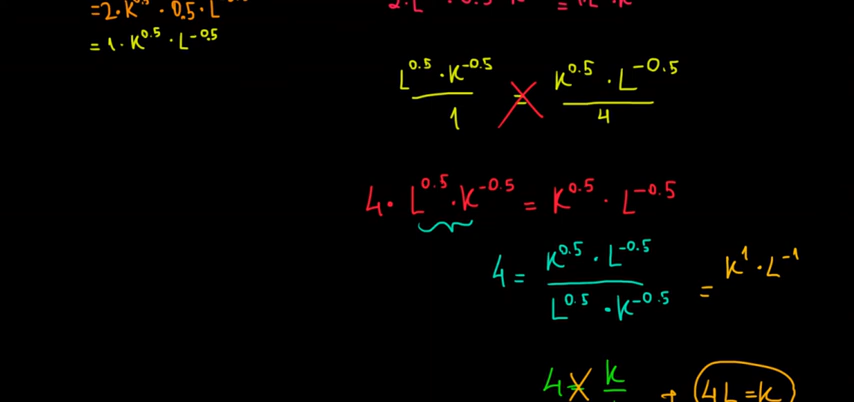 =2·K^0.5·0.5·L
=1·K^0.5·L^-0.5
L^0.5·K^-0.5 / 1 = K^0.5·L^-0.5 / 4
4·L^0.5·K^-0.5 = K^0.5·L^-0.5
4 = K^0.5·L^-0.5 / L^0.5·K^-0.5 = K^1·L^-1
4 = K
4L=K